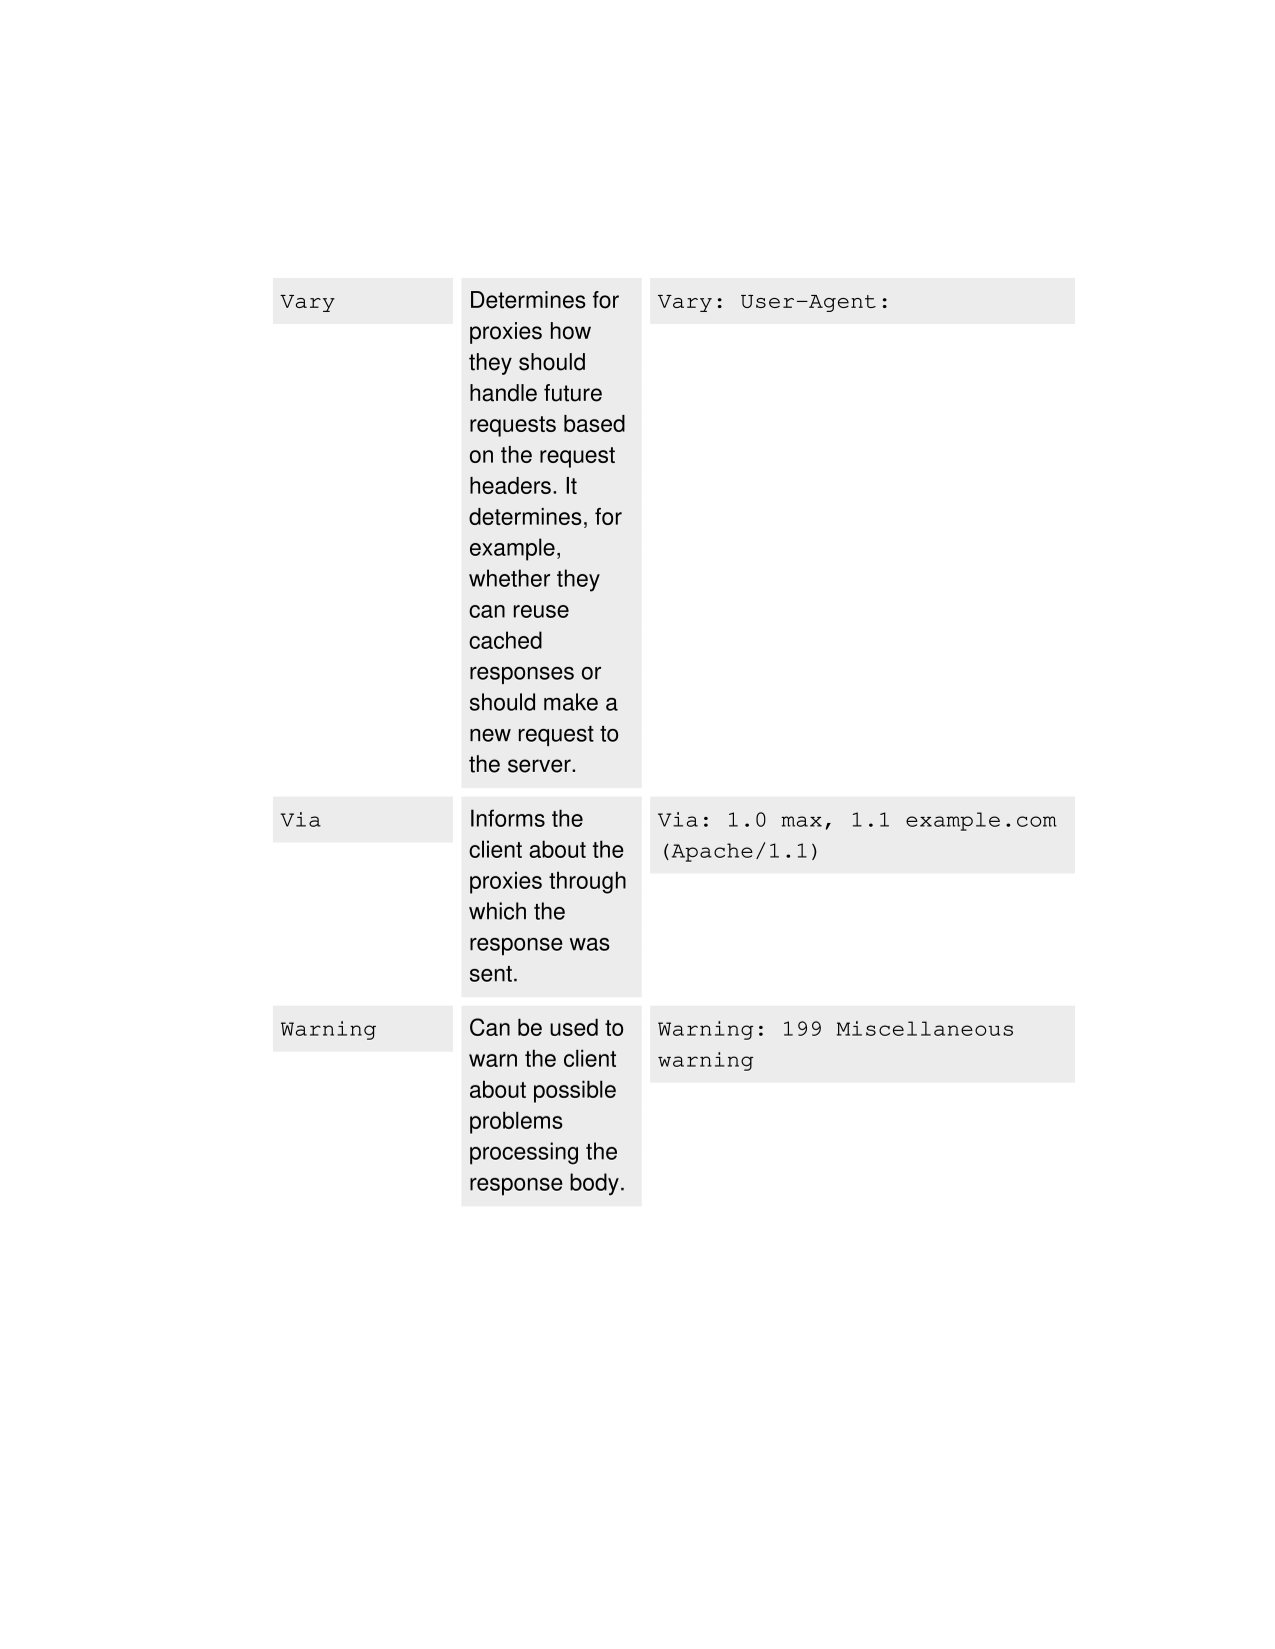 Vary
Determines for
proxies how
they should
handle future
requests based
on the request
headers. It
determines, for
example,
whether they
can reuse
cached
responses or
should make a
new request to
the server.
Vary: User-Agent:
Via
Informs the
client about the
proxies through
which the
response was
sent.
Via: 1.0 max, 1.1 example.com
(Apache/1.1)
Warning
Can be used to
warn the client
about possible
problems
processing the
response body.
Warning: 199 Miscellaneous
warning